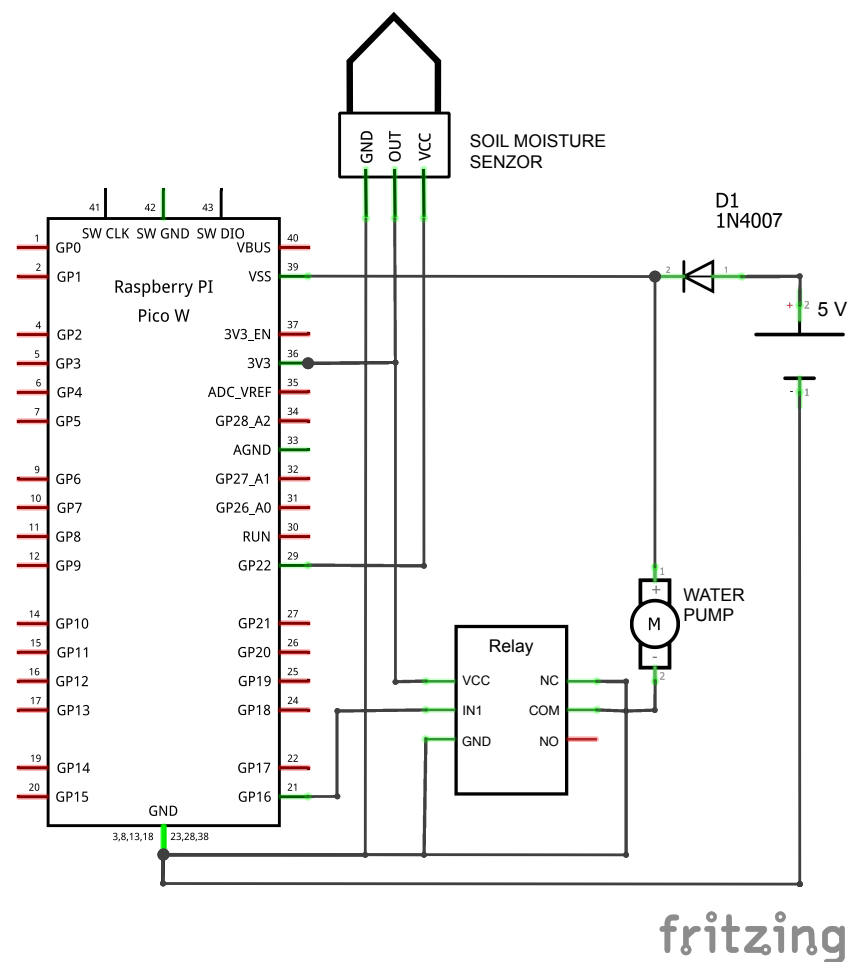 GND
OUT
VCC
SOIL MOISTURE
SENZOR
D1
1N4007
41
42
43
SW CLK
SW GND
SW DIO
1
GP0
VBUS
40
2
GP1
VSS
39
2
1
Raspberry PI
Pico W
+
2
5 V
4
GP2
3V3_EN
37
5
GP3
3V3
36
6
GP4
ADC_VREF
35
-
1
7
GP5
GP28_A2
34
AGND
33
9
GP6
GP27_A1
32
10
GP7
GP26_A0
31
11
GP8
RUN
30
12
GP9
GP22
29
1
+
WATER
PUMP
M
-
2
14
GP10
GP21
27
15
GP11
GP20
26
16
GP12
GP19
25
17
GP13
GP18
24
Relay
VCC
NC
IN1
COM
GND
NO
19
GP14
GP17
22
20
GP15
GP16
21
GND
3,8,13,18
23,28,38
fritzing